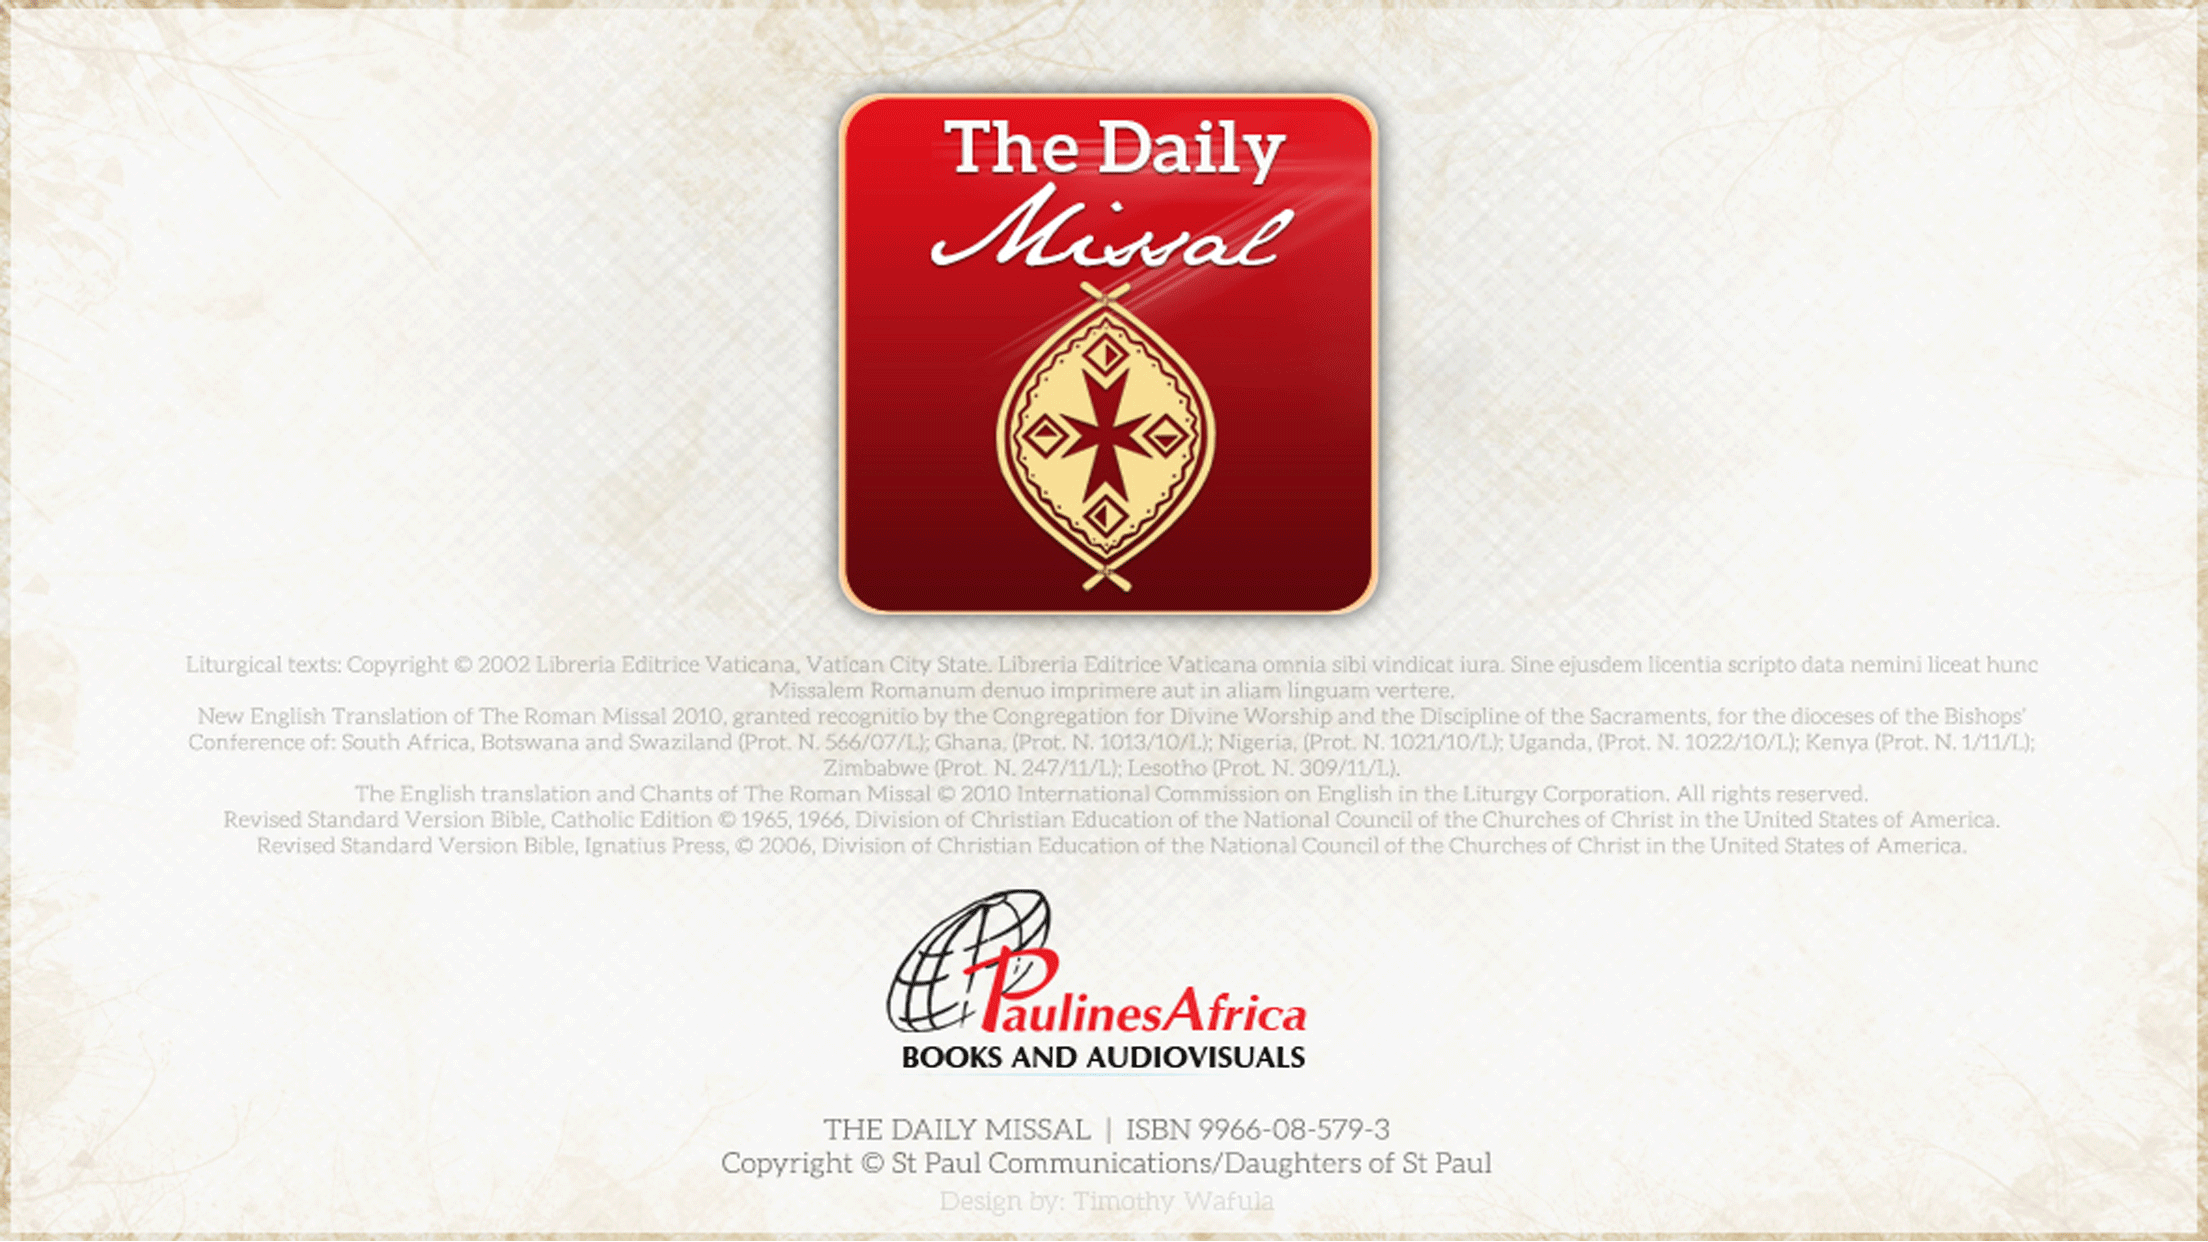 The Daily
Missal
Liturgical texts: Copyright © 2002 Libreria Editrice Vaticana, Vatican City State. Libreria Editrice Vaticana omnia sibi vindicat iura. Sine ejusdem licentia scripto data nemini liceat hunc
Missalem Romanum denuo imprimere aut in aliam linguam vertere.
New English Translation of The Roman Missal 2010, granted recognitio by the Congregation for Divine Worship and the Discipline of the Sacraments, for the dioceses of the Bishops'
Conference of: South Africa, Botswana and Swaziland (Prot. N. 566/07/L); Ghana, (Prot. N. 1013/10/L); Nigeria, (Prot. N. 1021/10/L); Uganda, (Prot. N. 1022/10/L); Kenya (Prot. N. 1/11/L);
Zimbabwe (Prot. N. 247/11/L); Lesotho (Prot. N. 309/11/L).
The English translation and Chants of The Roman Missal © 2010 International Commission on English in the Liturgy Corporation. All rights reserved.
Revised Standard Version Bible, Catholic Edition © 1965, 1966, Division of Christian Education of the National Council of the Churches of Christ in the United States of America.
Revised Standard Version Bible, Ignatius Press, © 2006, Division of Christian Education of the National Council of the Churches of Christ in the United States of America.
PaulinesAfrica
BOOKS AND AUDIOVISUALS
THE DAILY MISSAL | ISBN 9966-08-579-3
Copyright © St Paul Communications/Daughters of St Paul
Design by: Timothy Wafula